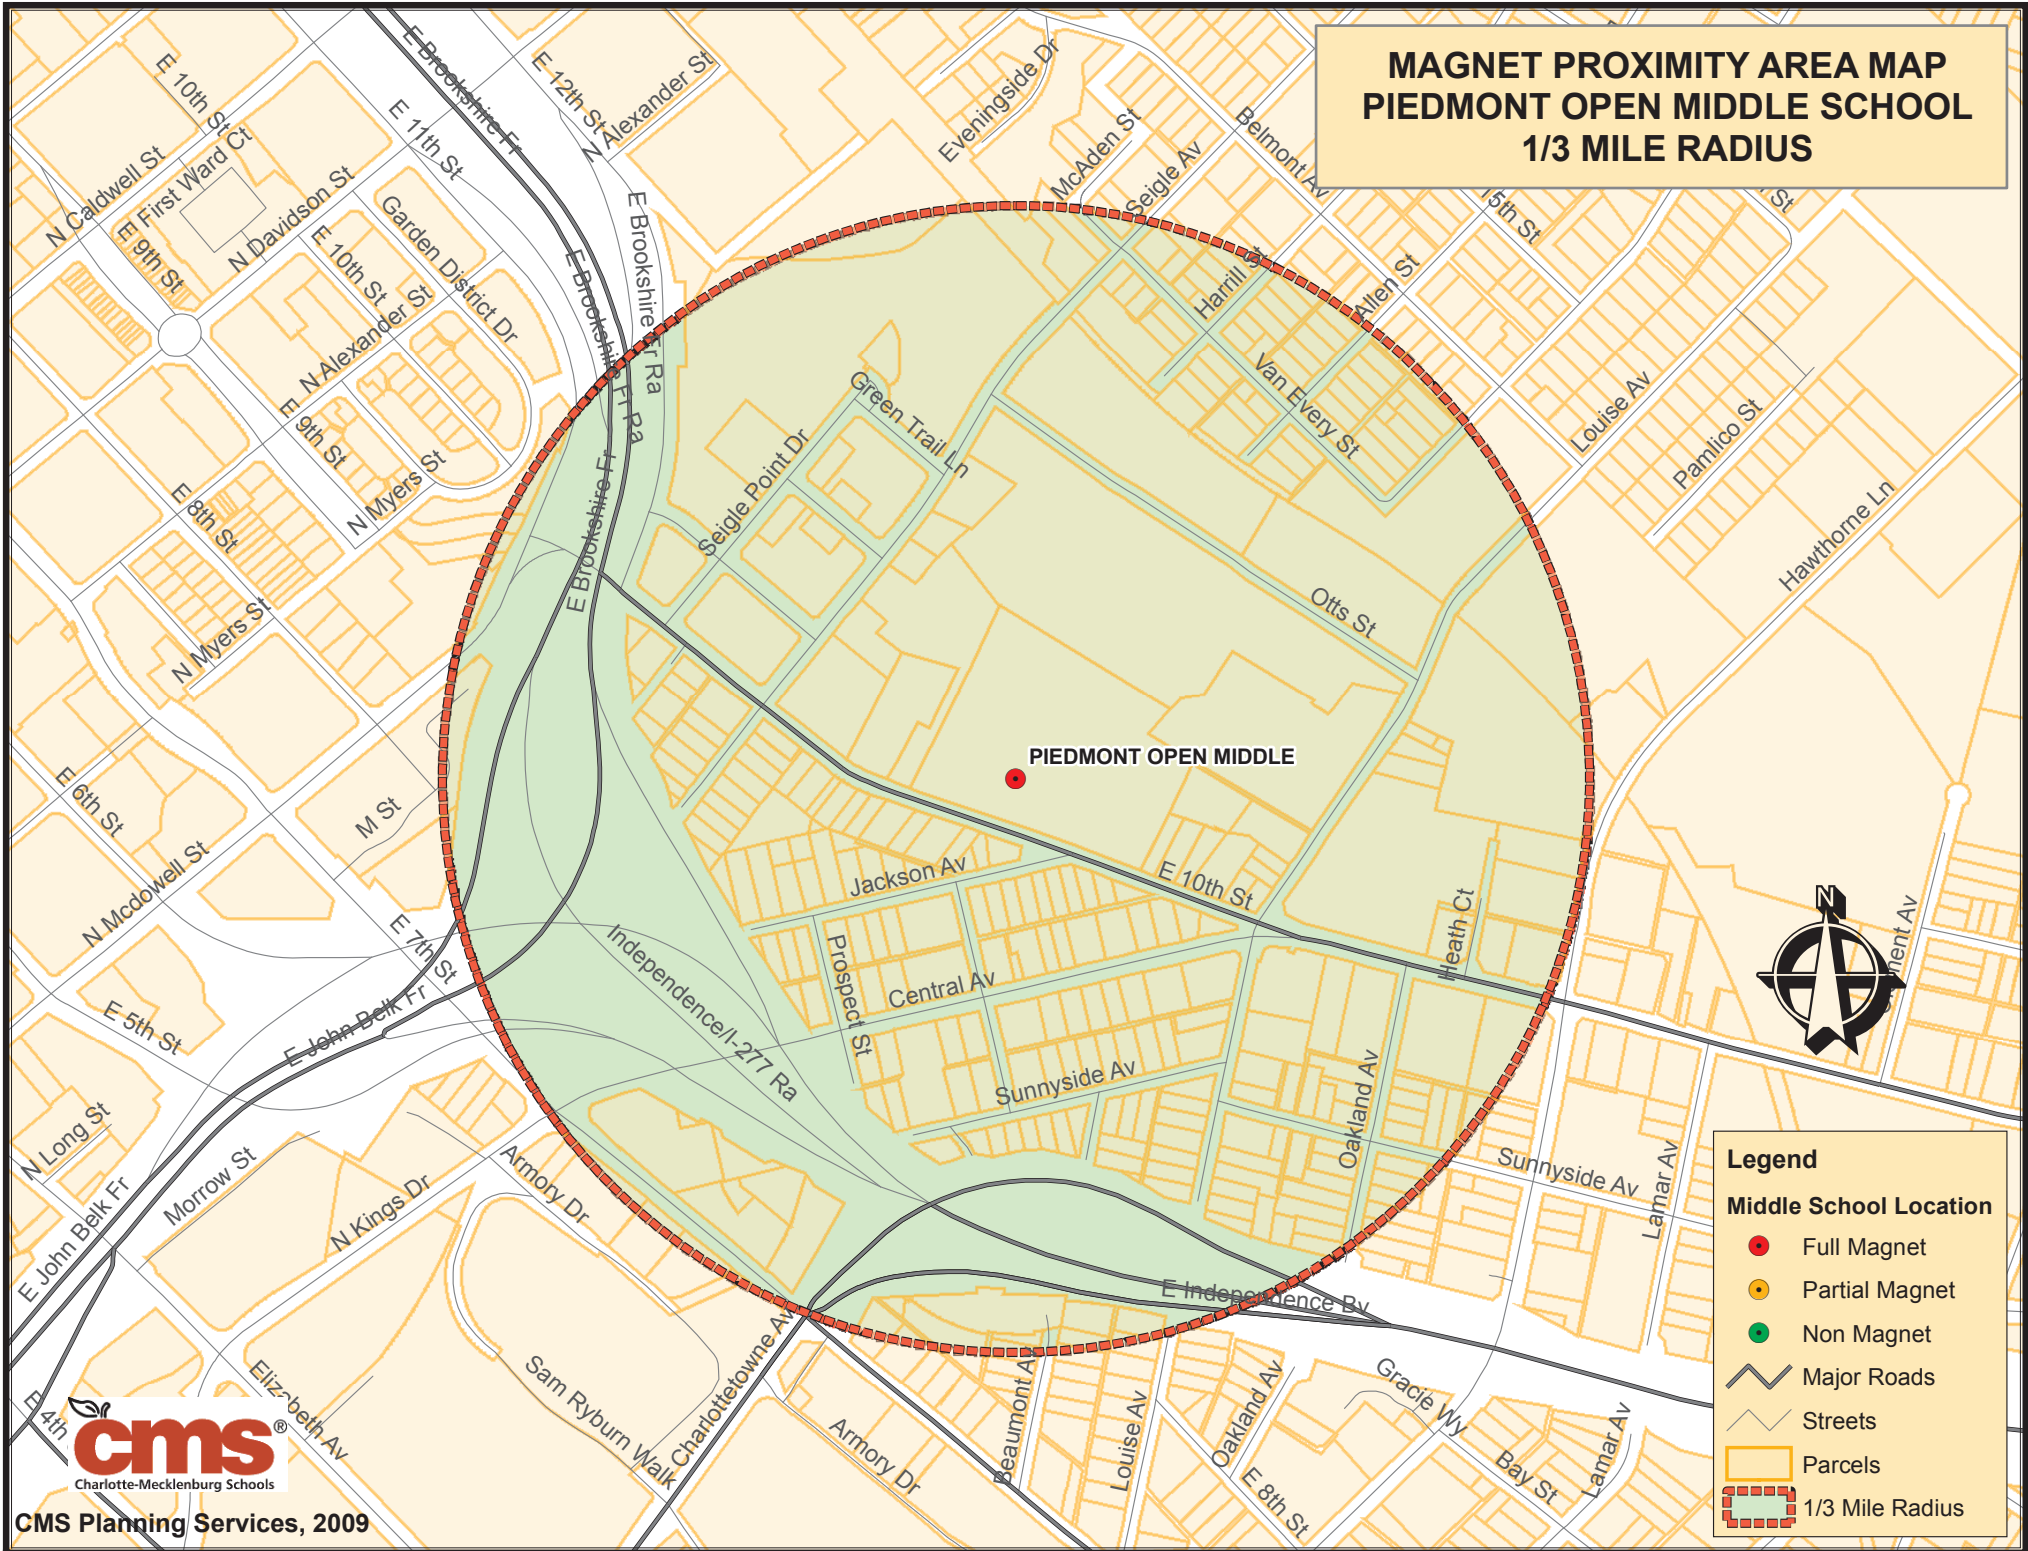 MAGNET PROXIMITY AREA MAP
PIEDMONT OPEN MIDDLE SCHOOL
1/3 MILE RADIUS
E 10th St
E Brookshire Fr
E 12th St
N Alexander St
Eveningside Dr
McAden St
Seigle Av
Belmont Av
15th St
St
E 11th St
N Caldwell St
First Ward Ct
E 9th St
N Davidson St
E 10th St
Garden District Dr
N Alexander St
E Brookshire Fr Ra
E Brookshire Fr Ra
Harrill St
Allen St
Van Every St
Louise Av
Pamlico St
Hawthorne Ln
E 9th St
N Myers St
E 8th St
Green Trail Ln
Seigle Point Dr
E Brookshire Fr
Otts St
N Myers St
PIEDMONT OPEN MIDDLE
E 6th St
M St
N Mcdowell St
E 7th St
Jackson Av
E 10th St
Heath Ct
Prospect St
Central Av
Independence/I-277 Ra
N
E 5th St
E John Belk Fr
Sunnyside Av
Oakland Av
Sunnyside Av
Lamar Av
N Long St
Morrow St
E John Belk Fr
N Kings Dr
Armory Dr
E Independence Bv
Charlottetowne Av
Sam Ryburn Walk
Elizabeth Av
E 4th
Armory Dr
Beaumont Av
Louise Av
Oakland Av
E 8th St
Gracie Wy
Bay St
Lamar Av
Legend
Middle School Location
Full Magnet
Partial Magnet
Non Magnet
Major Roads
Streets
Parcels
1/3 Mile Radius
cms®
Charlotte-Mecklenburg Schools
CMS Planning Services, 2009